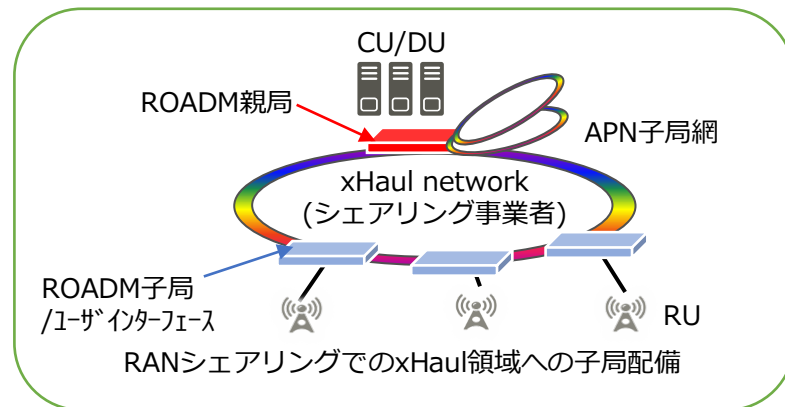 CU/DU
ROADM親局
APN子局網
xHaul network
(シェアリング事業者)
ROADM子局
/ﾕｰｻﾞｲﾝﾀｰﾌｪｰｽ
RU
RANシェアリングでのxHaul領域への子局配備